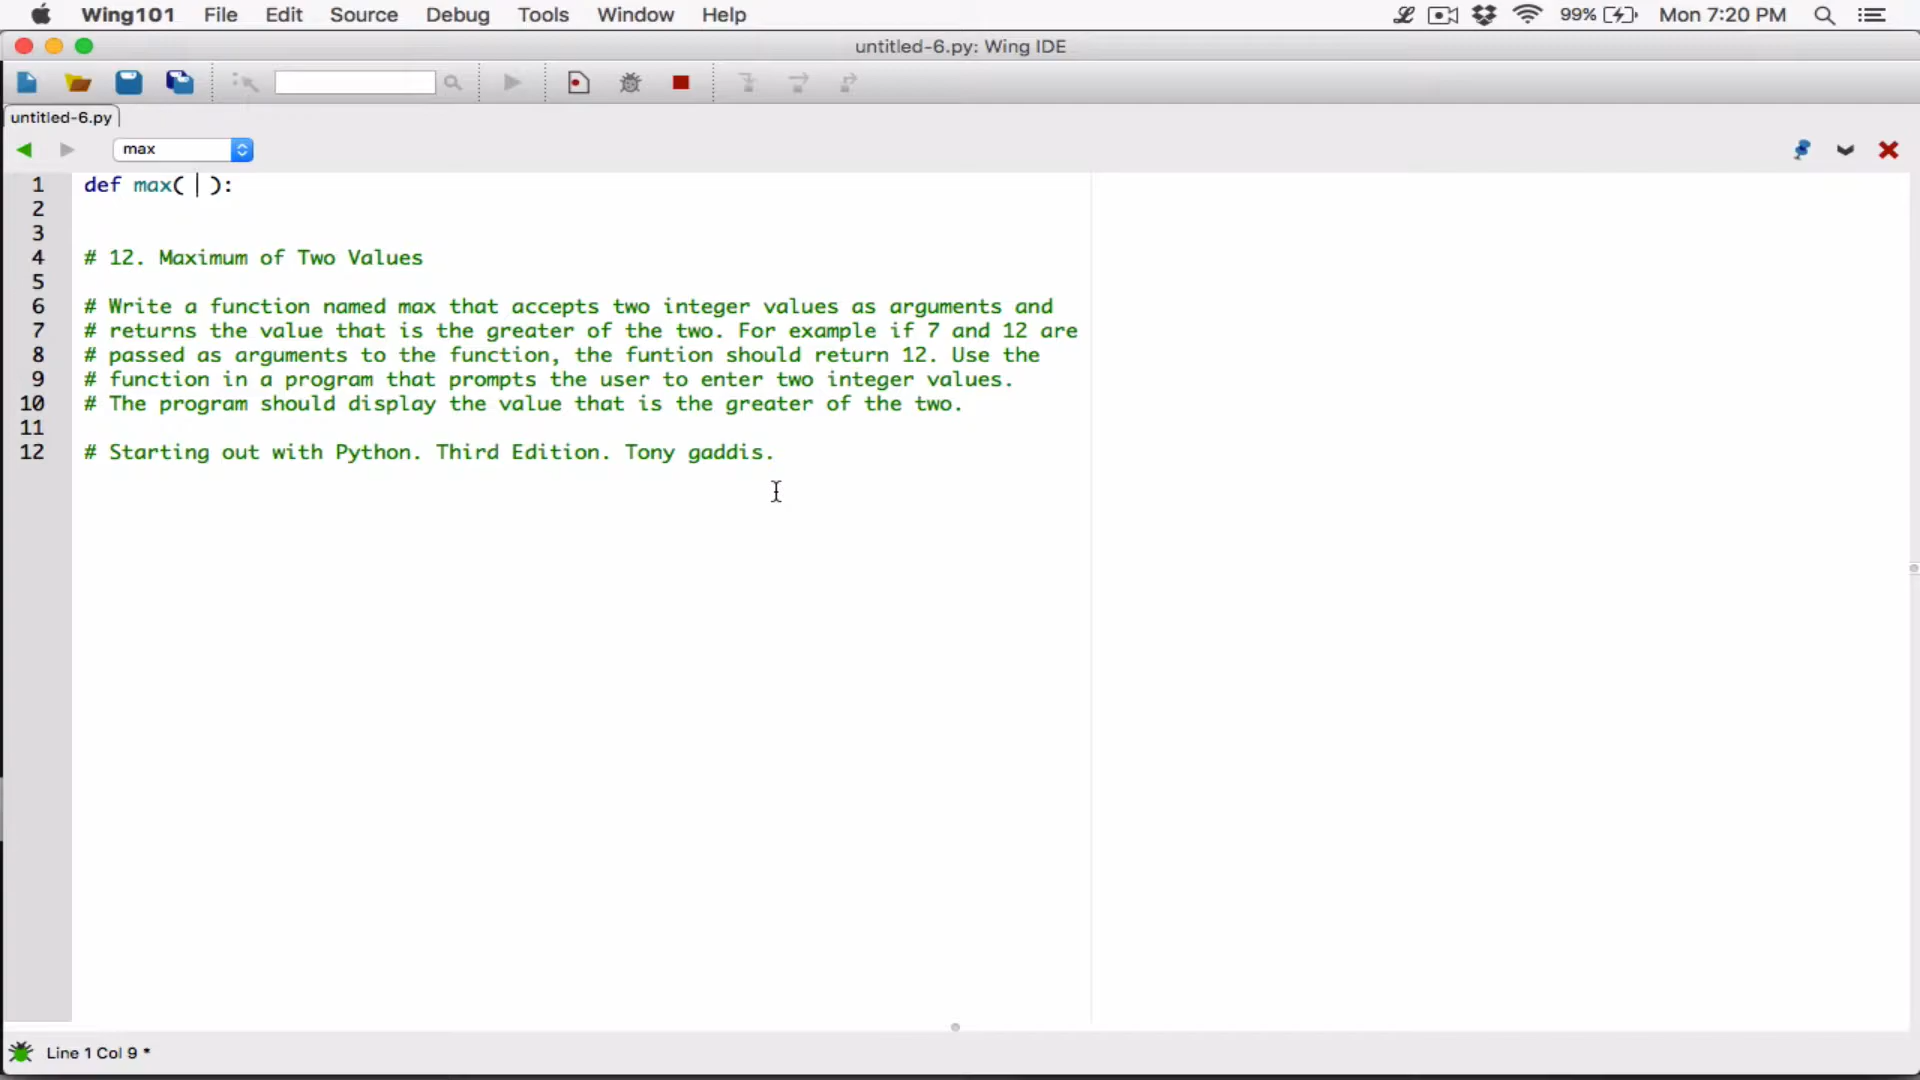 Wing101 File Edit Source Debug Tools Window Help 99% Mon 7:20 PM
untitled-6.py: Wing IDE
untitled-6.py
max
1 def max( ):
2
3
4 # 12. Maximum of Two Values
5
6 # Write a function named max that accepts two integer values as arguments and
7 # returns the value that is the greater of the two. For example if 7 and 12 are
8 # passed as arguments to the function, the funtion should return 12. Use the
9 # function in a program that prompts the user to enter two integer values.
10 # The program should display the value that is the greater of the two.
11
12 # Starting out with Python. Third Edition. Tony gaddis.
Line 1 Col 9 *